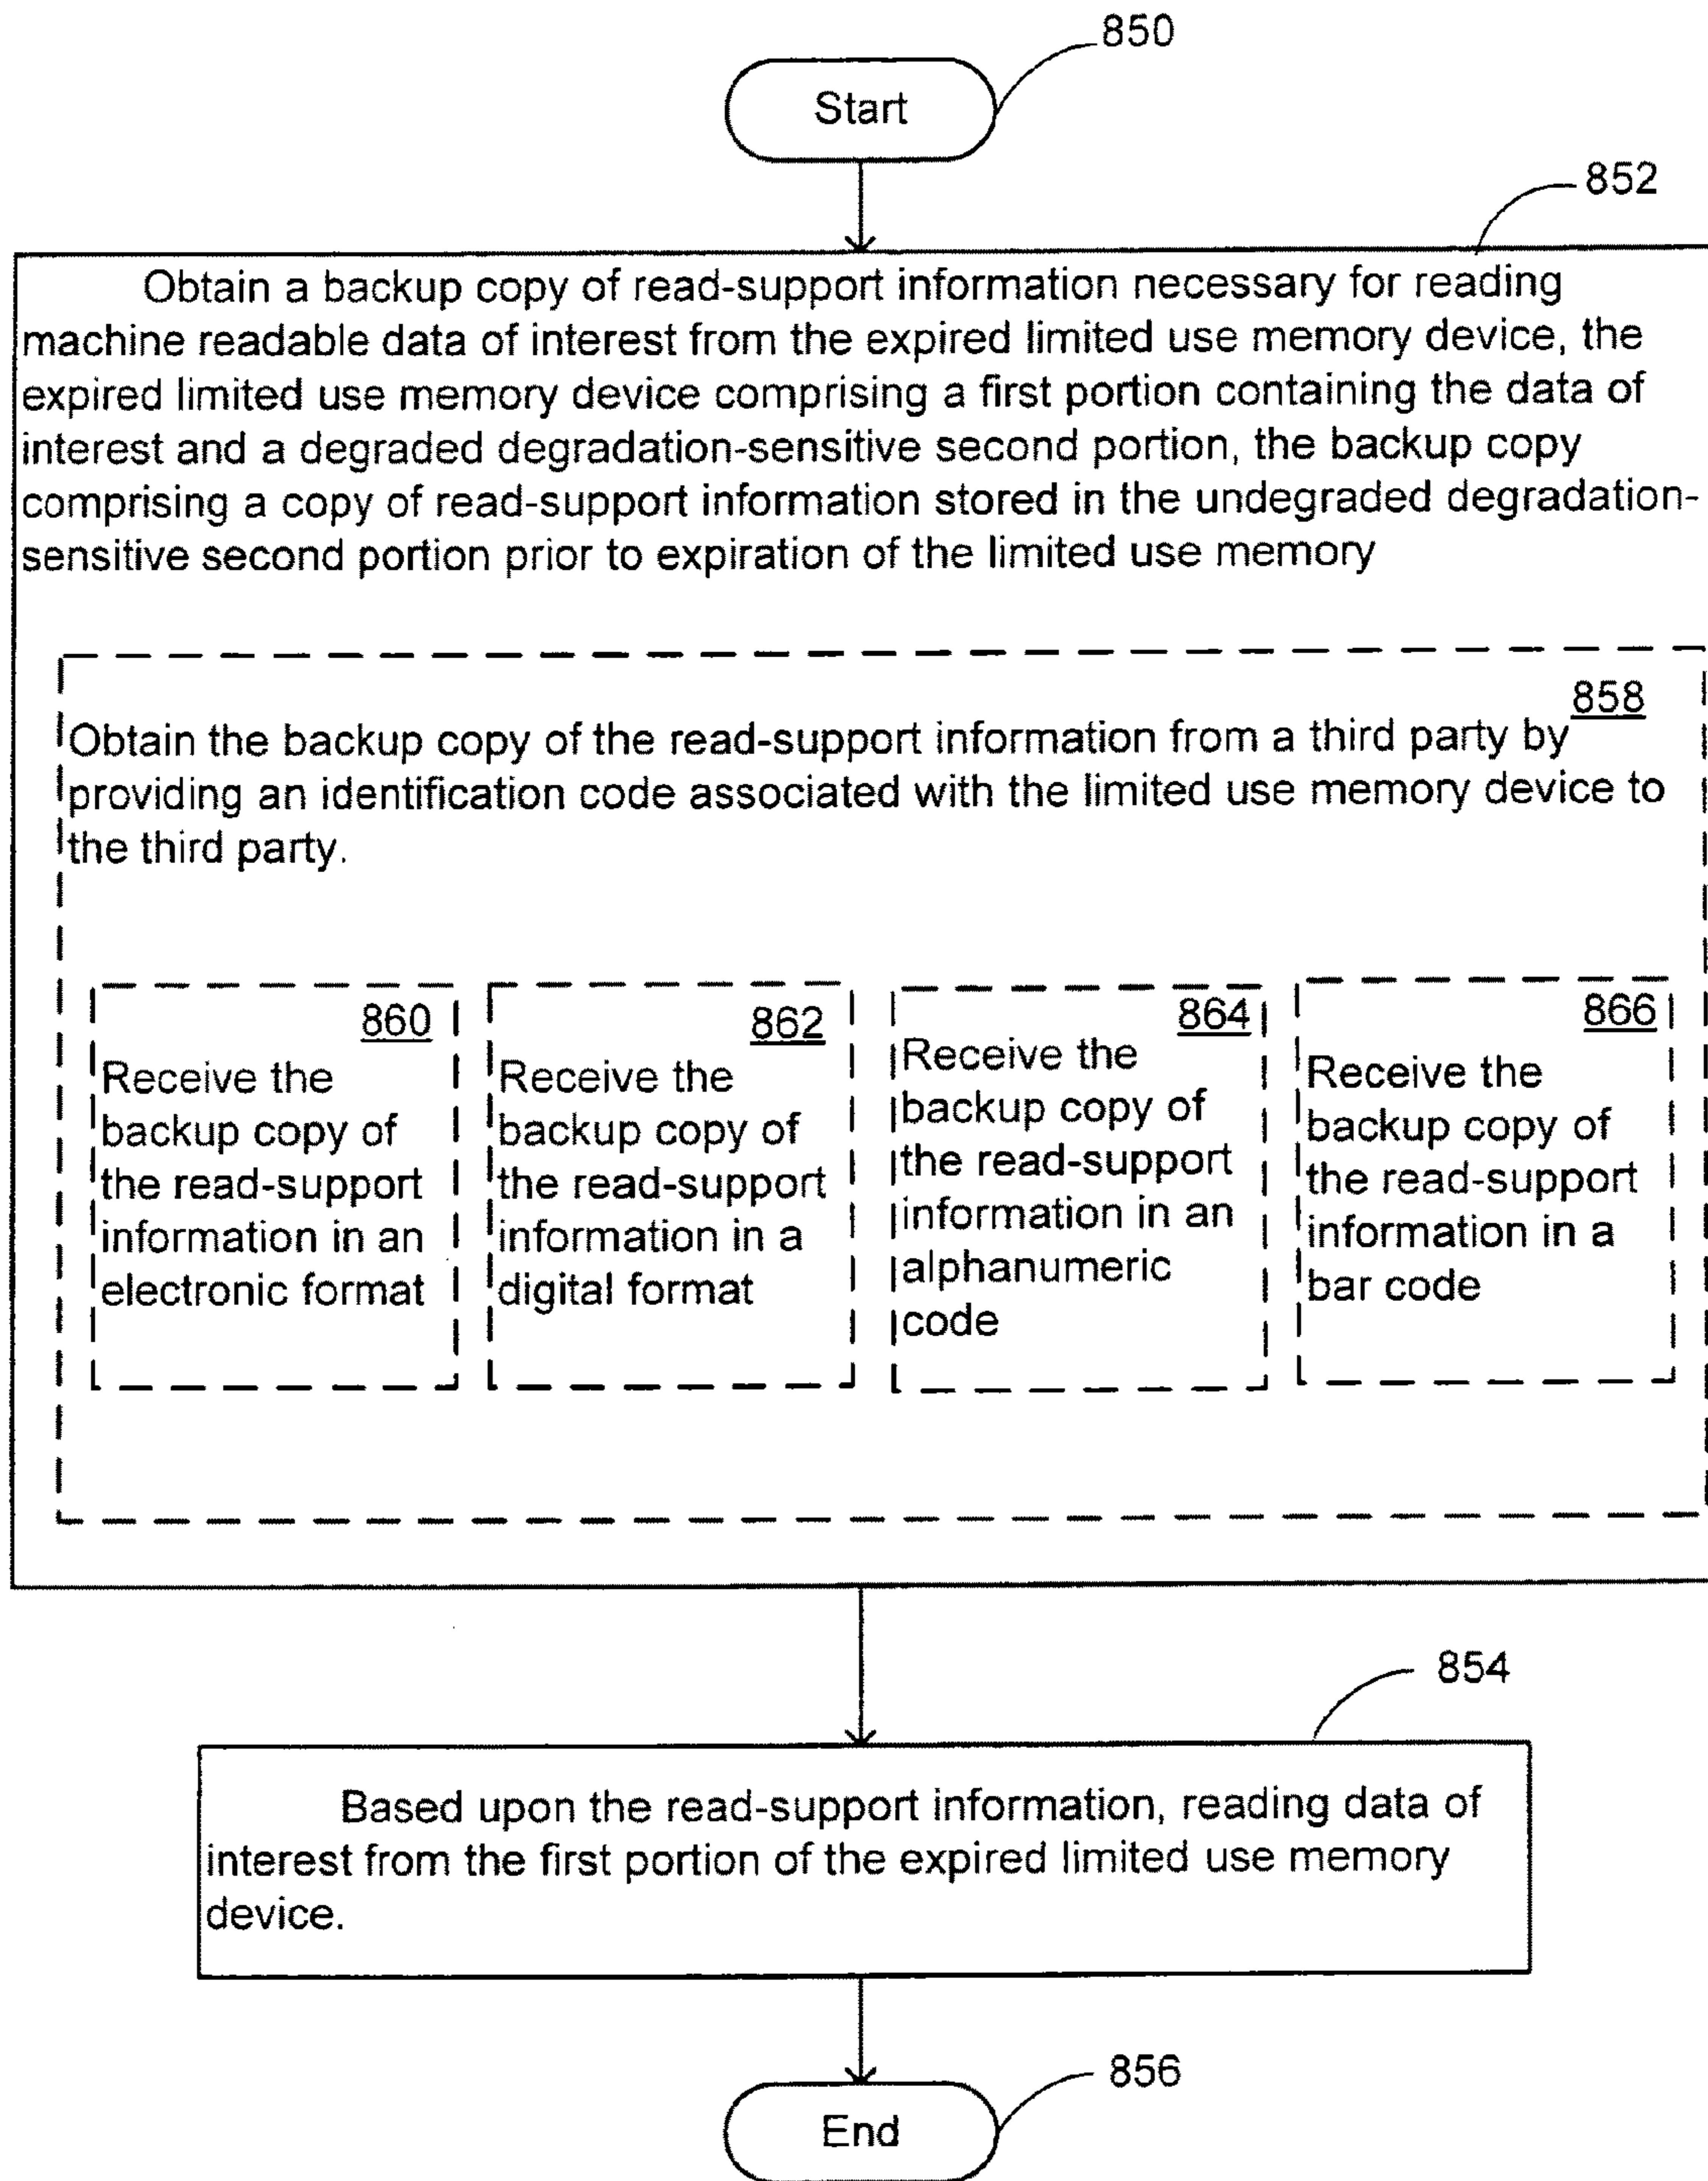 850
Start
852
Obtain a backup copy of read-support information necessary for reading
machine readable data of interest from the expired limited use memory device, the
expired limited use memory device comprising a first portion containing the data of
interest and a degraded degradation-sensitive second portion, the backup copy
comprising a copy of read-support information stored in the undegraded degradation-
sensitive second portion prior to expiration of the limited use memory
858
Obtain the backup copy of the read-support information from a third party by
providing an identification code associated with the limited use memory device to
the third party.
860
Receive the
backup copy of
the read-support
information in an
electronic format
862
Receive the
backup copy of
the read-support
information in a
digital format
864
Receive the
backup copy of
the read-support
information in an
alphanumeric
code
866
Receive the
backup copy of
the read-support
information in a
bar code
854
Based upon the read-support information, reading data of
interest from the first portion of the expired limited use memory
device.
856
End